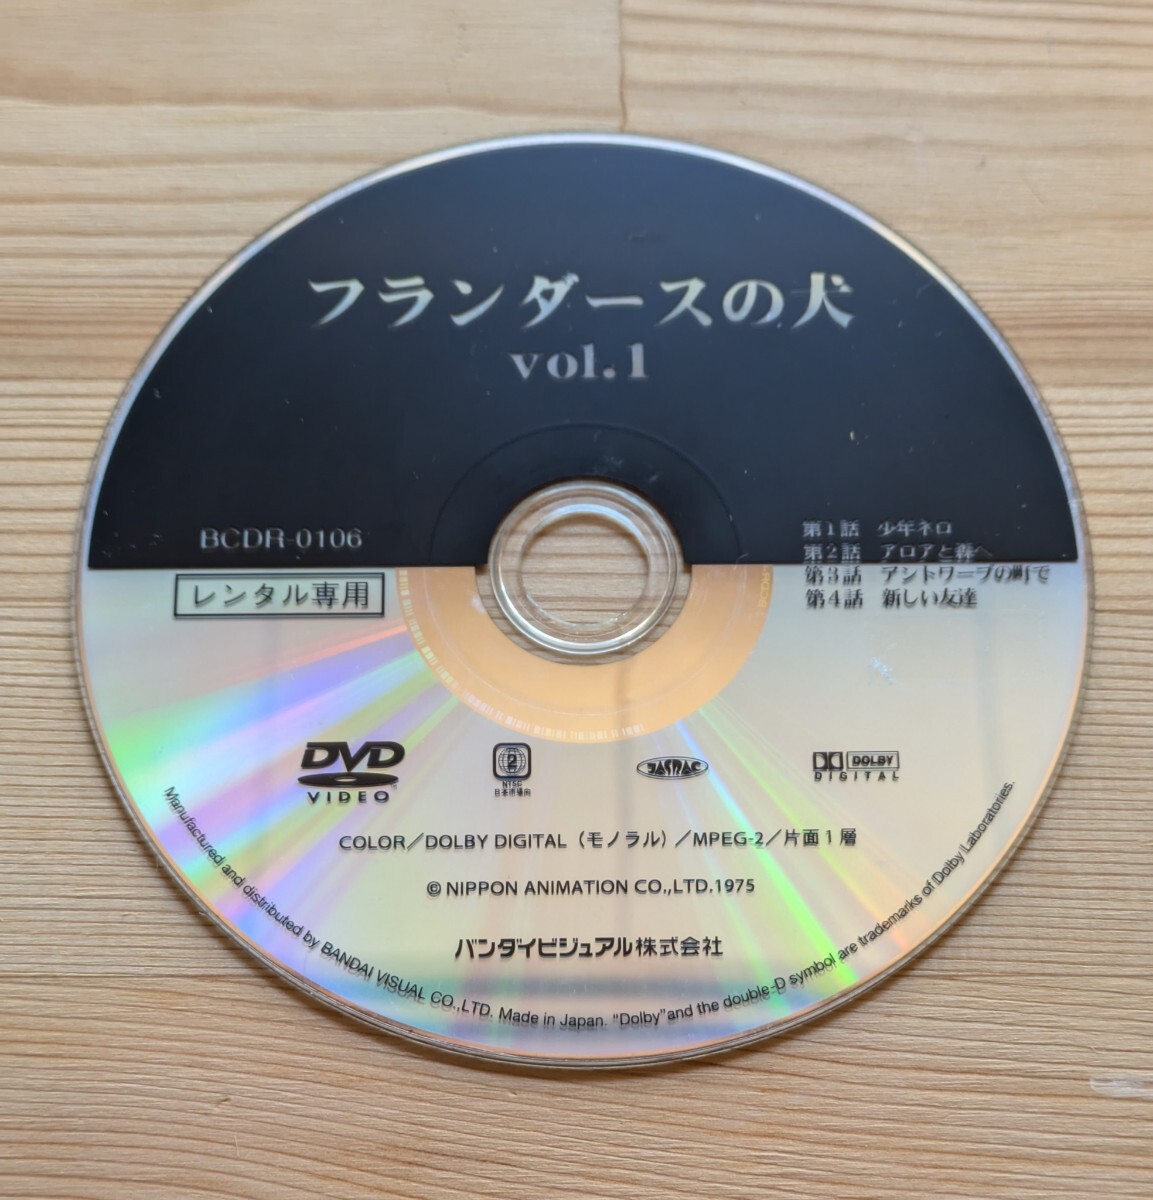 フランダースの犬
vol.1
BCDR-0106
レンタル専用
第1話 少年ネロ
第2話 アロアと森へ
第3話 アントワープの町で
第4話 新しい友達
DVD
VIDEO
2
NTSC
日本市場向
JASRAC
DOLBY
DIGITAL
COLOR/DOLBY DIGITAL (モノラル)/MPEG-2/片面1層
© NIPPON ANIMATION CO.,LTD.1975
バンダイビジュアル株式会社
Manufactured and distributed by BANDAI VISUAL CO.,LTD. Made in Japan. "Dolby" and the double-D symbol are trademarks of Dolby Laboratories.